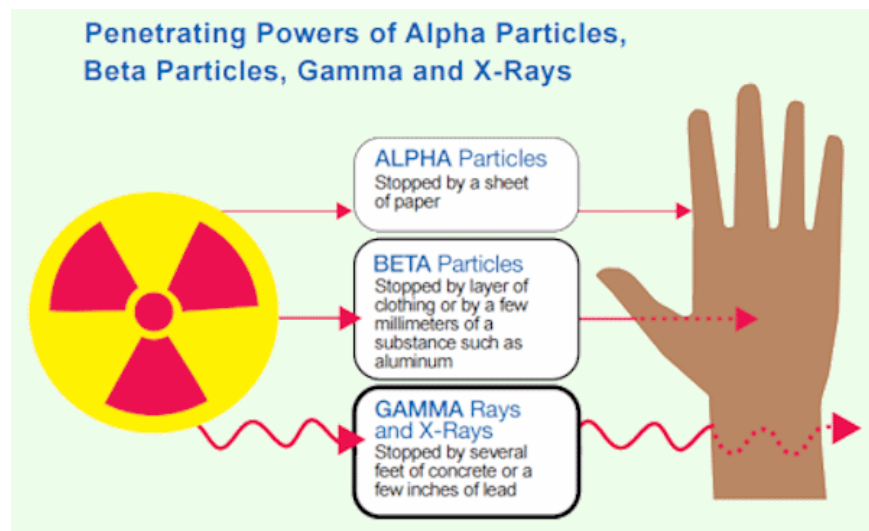 Penetrating Powers of Alpha Particles,
Beta Particles, Gamma and X-Rays
ALPHA Particles
Stopped by a sheet
of paper
BETA Particles
Stopped by layer of
clothing or by a few
millimeters of a
substance such as
aluminum
GAMMA Rays
and X-Rays
Stopped by several
feet of concrete or a
few inches of lead